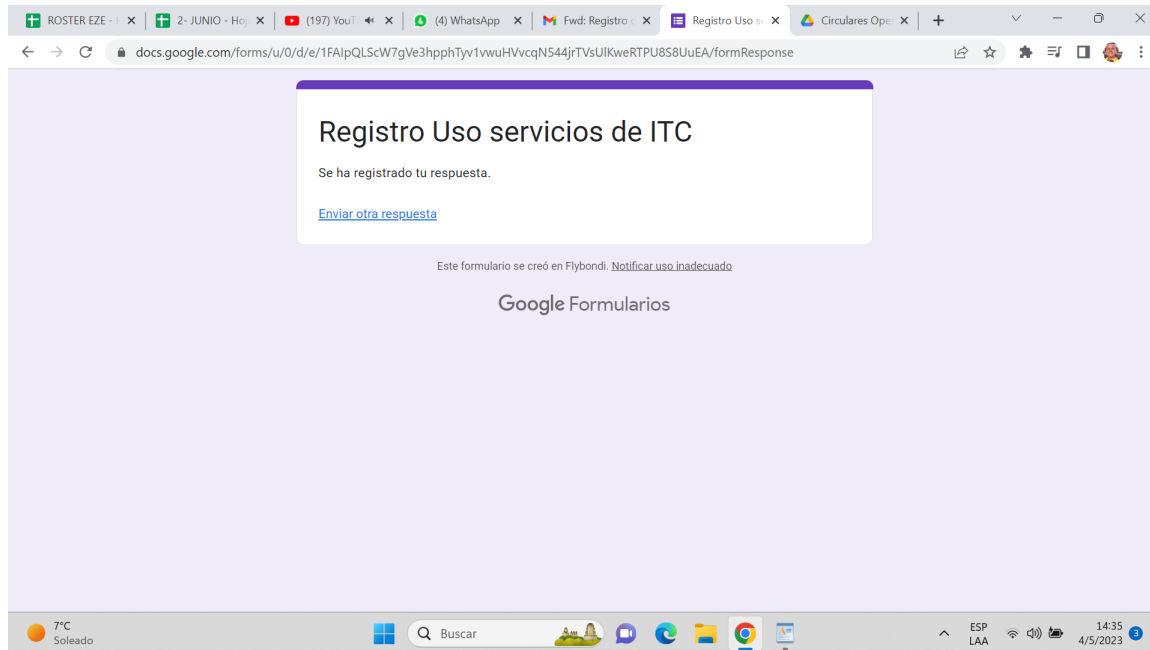 ROSTER EZE - H
2- JUNIO - Hoj
(197) YouT
(4) WhatsApp
Fwd: Registro d
Registro Uso se
Circulares Oper
docs.google.com/forms/u/0/d/e/1FAIpQLScW7gVe3hpphTyv1vwuHVvcqN544jrTVsUlKweRTPU8S8UuEA/formResponse
Registro Uso servicios de ITC
Se ha registrado tu respuesta.
Enviar otra respuesta
Este formulario se creó en Flybondi. Notificar uso inadecuado
Google Formularios
7°C
Soleado
Buscar
ESP
LAA
14:35
4/5/2023
3